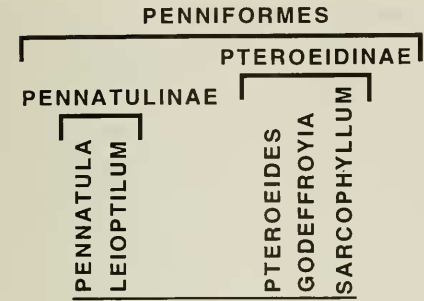 PENNIFORMES
PTEROEIDINAE
PENNATULINAE
PENNATULA
LEIOPTILUM
PTEROEIDES
GODEFFROYIA
SARCOPHYLLUM